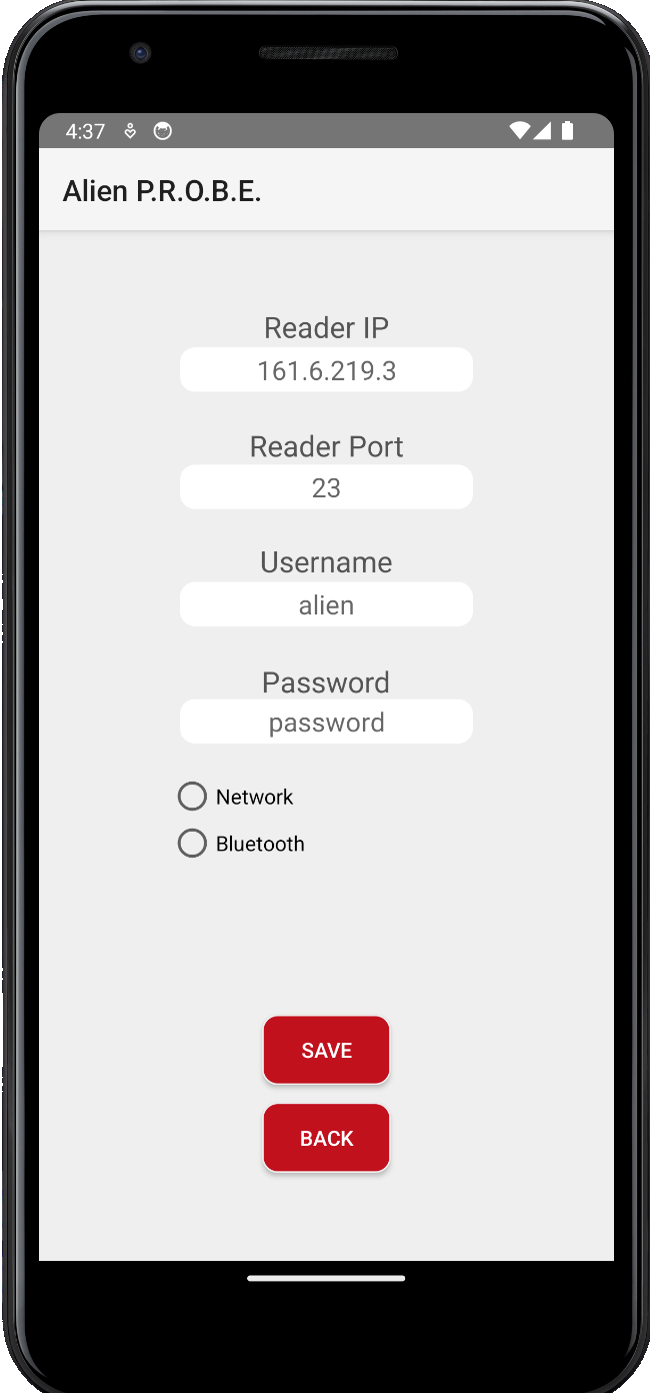 4:37
Alien P.R.O.B.E.
Reader IP
161.6.219.3
Reader Port
23
Username
alien
Password
password
Network
Bluetooth
SAVE
BACK